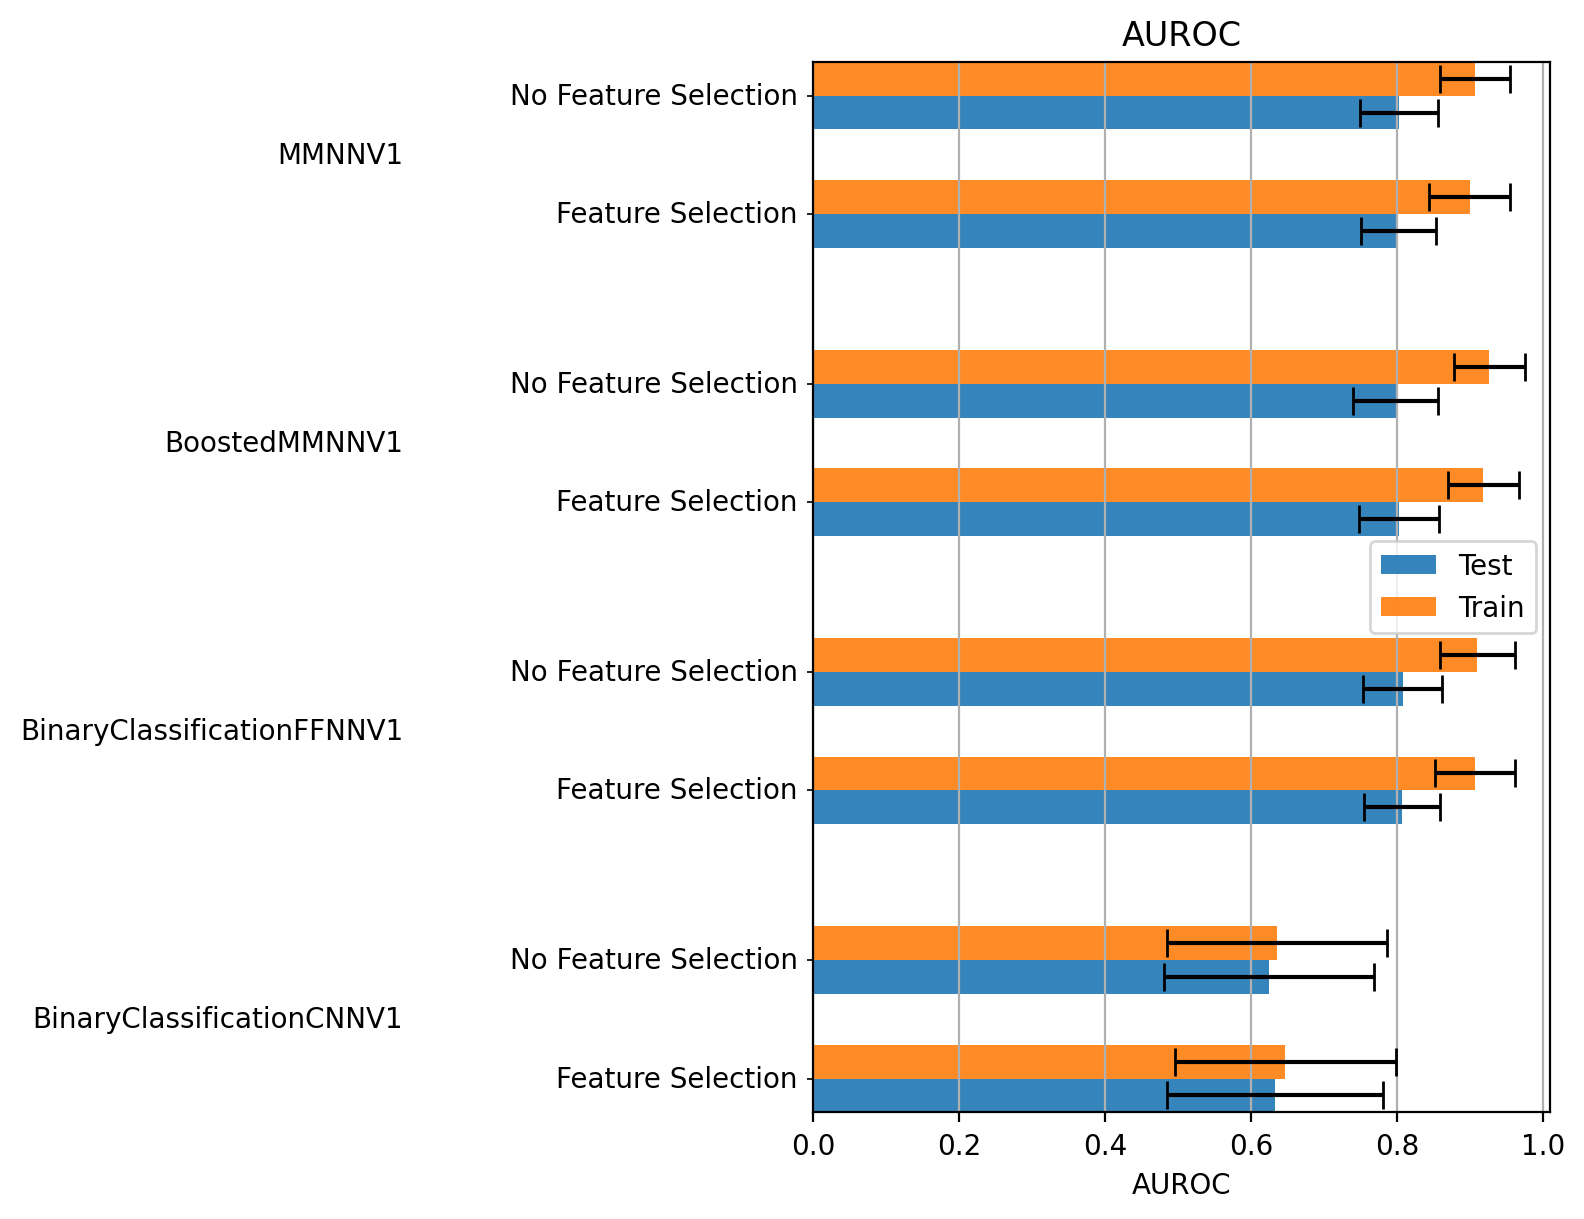 AUROC
No Feature Selection
MMNNV1
Feature Selection
No Feature Selection
BoostedMMNNV1
Feature Selection
Test
Train
No Feature Selection
BinaryClassificationFFNNV1
Feature Selection
No Feature Selection
BinaryClassificationCNNV1
Feature Selection
0.0 0.2 0.4 0.6 0.8 1.0
AUROC